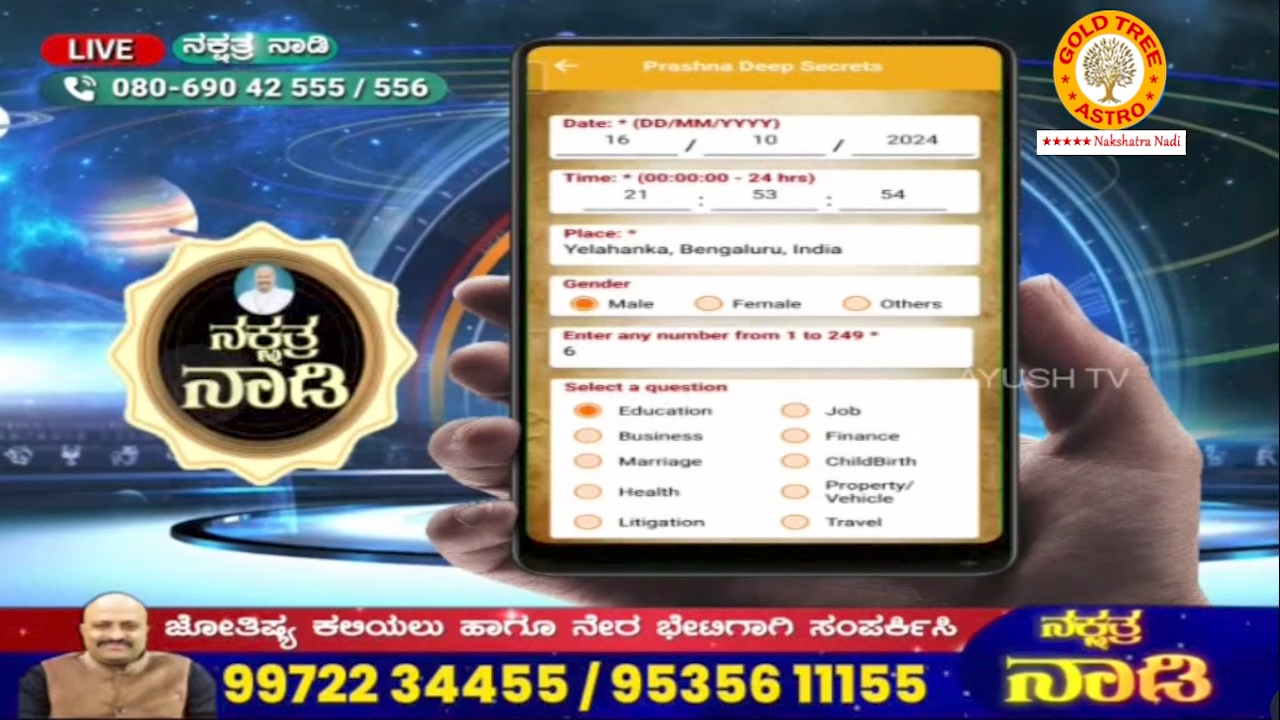 LIVE ನಕ್ಷತ್ರ ನಾಡಿ
080-690 42 555 / 556
GOLD TREE
ASTRO
★★★★★ Nakshatra Nadi
Prashna Deep Secrets
Date: * (DD/MM/YYYY)
16 / 10 / 2024
Time: * (00:00:00 - 24 hrs)
21 : 53 : 54
Place: *
Yelahanka, Bengaluru, India
Gender
Male Female Others
Enter any number from 1 to 249 *
6
Select a question
Education Job
Business Finance
Marriage ChildBirth
Health Property/
Vehicle
Litigation Travel
ನಕ್ಷತ್ರ
ನಾಡಿ
AYUSH TV
ಜೋತಿಷ್ಯ ಕಲಿಯಲು ಹಾಗೂ ನೇರ ಭೇಟಿಗಾಗಿ ಸಂಪರ್ಕಿಸಿ
99722 34455 / 95356 11155
ನಕ್ಷತ್ರ
ನಾಡಿ